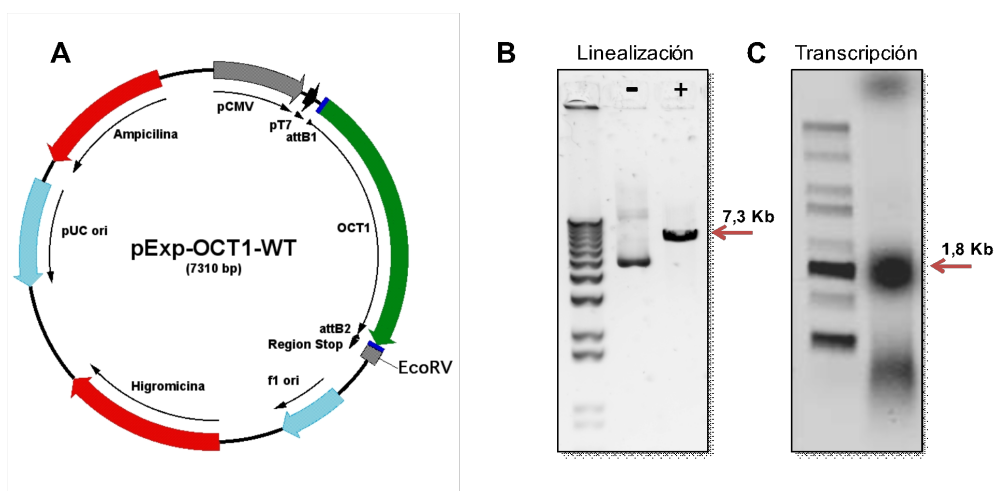 A
pCMV
pT7
attB1
Ampicilina
pUC ori
OCT1
pExp-OCT1-WT
(7310 bp)
attB2
Region Stop
EcoRV
f1 ori
Higromicina
B
Linealización
- +
7,3 Kb
C
Transcripción
1,8 Kb